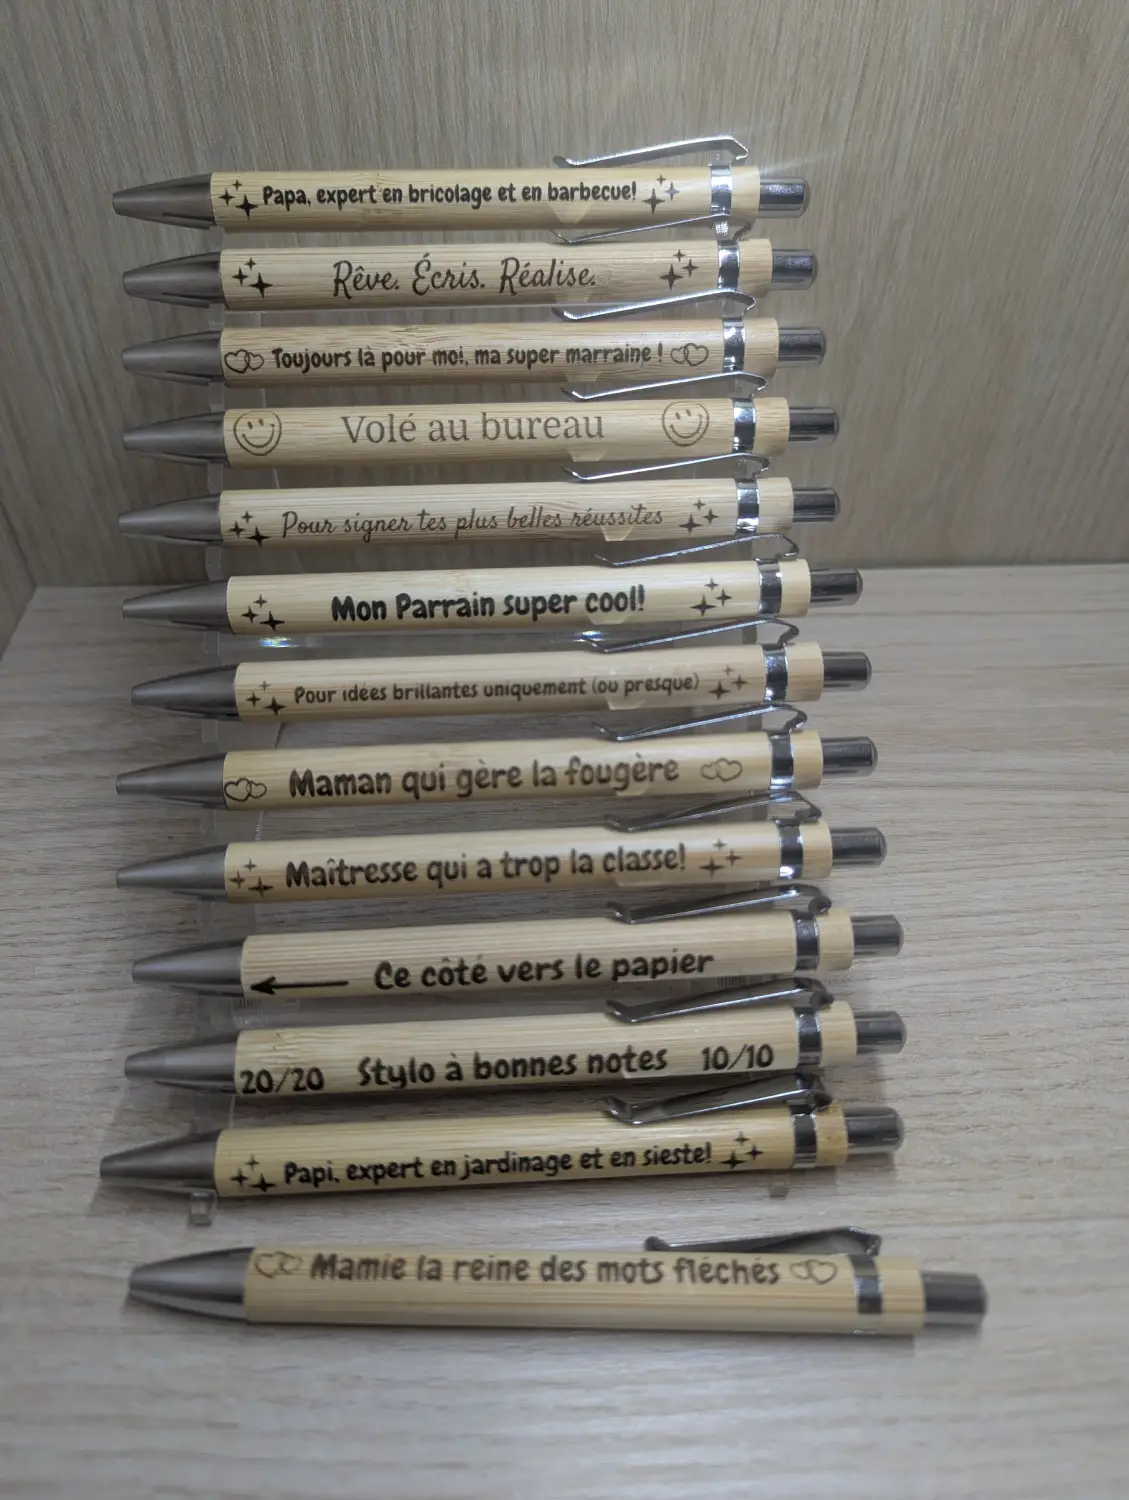 Papa, expert en bricolage et en barbecue!
Rêve. Écris. Réalise.
Toujours là pour moi, ma super marraine !
Volé au bureau
Pour signer tes plus belles réussites
Mon Parrain super cool!
Pour idées brillantes uniquement (ou presque)
Maman qui gère la fougère
Maîtresse qui a trop la classe!
Ce côté vers le papier
20/20 Stylo à bonnes notes 10/10
Papi, expert en jardinage et en sieste!
Mamie la reine des mots fléchés